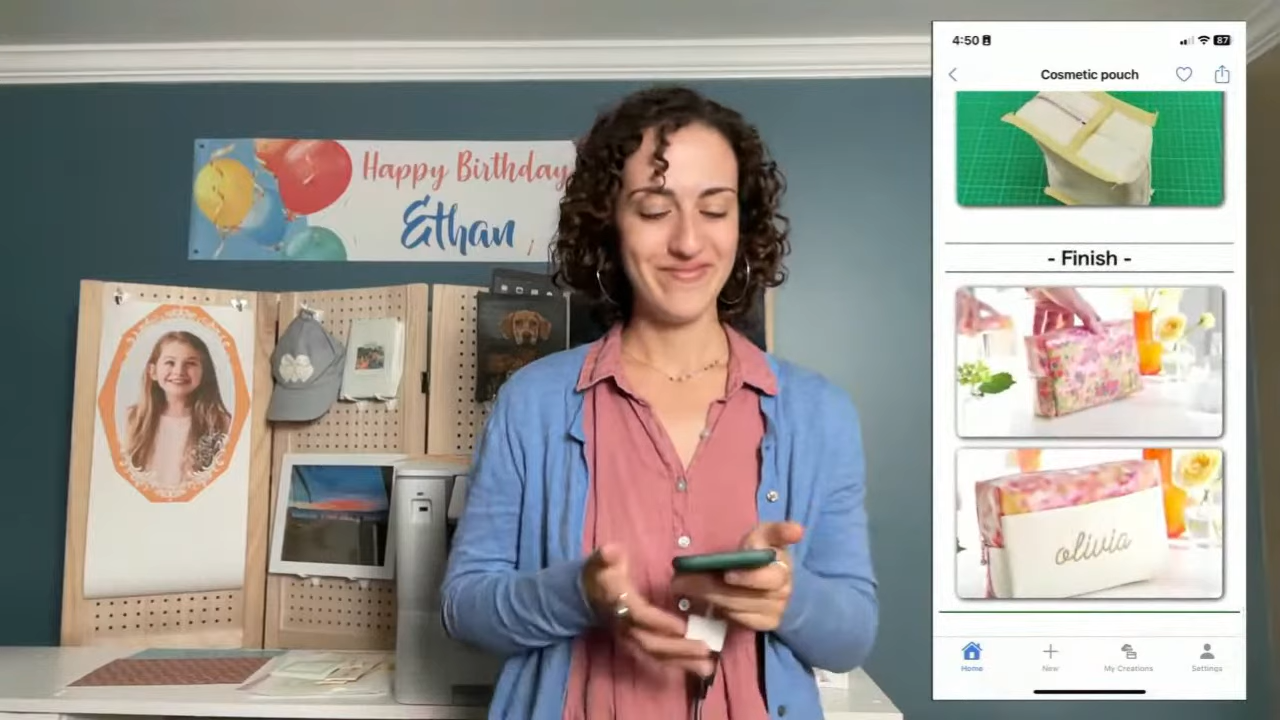 Happy Birthday
Ethan
4:50
87
Cosmetic pouch
- Finish -
olivia
Home
New
My Creations
Settings